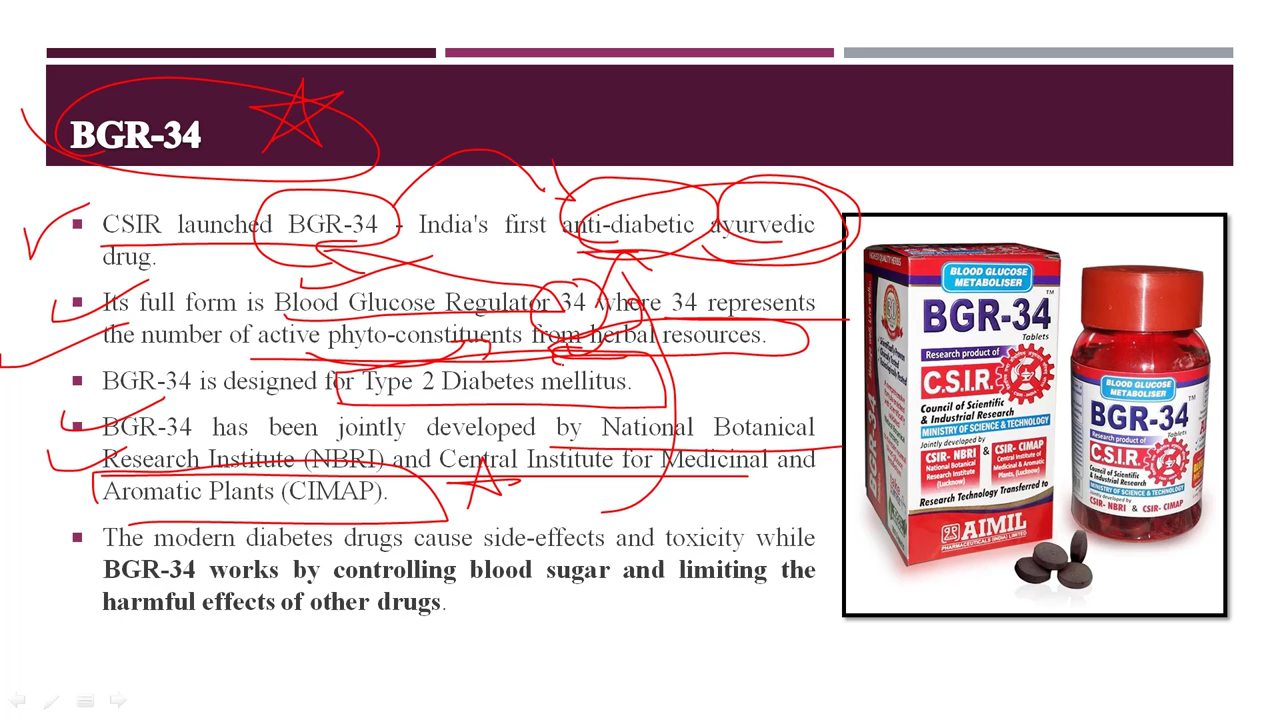 BGR-34
CSIR launched BGR-34 - India's first anti-diabetic ayurvedic
drug.
Its full form is Blood Glucose Regulator 34 where 34 represents
the number of active phyto-constituents from herbal resources.
BGR-34 is designed for Type 2 Diabetes mellitus.
BGR-34 has been jointly developed by National Botanical
Research Institute (NBRI) and Central Institute for Medicinal and
Aromatic Plants (CIMAP).
The modern diabetes drugs cause side-effects and toxicity while
BGR-34 works by controlling blood sugar and limiting the
harmful effects of other drugs.
BLOOD GLUCOSE
METABOLISER
BGR-34™
Tablets
Research product of
C.S.I.R.
Council of Scientific
& Industrial Research
MINISTRY OF SCIENCE & TECHNOLOGY
Jointly developed by
CSIR- NBRI & CSIR- CIMAP
National Botanical Central Institute of
Research Institute Medicinal & Aromatic
(Lucknow) Plants, (Lucknow)
Research Technology Transferred to
AIMIL
PHARMACEUTICALS (INDIA) LIMITED
BGR-34
BLOOD GLUCOSE
METABOLISER
BGR-34™
Tablets
Research product of
C.S.I.R.
Council of Scientific
& Industrial Research
MINISTRY OF SCIENCE & TECHNOLOGY
Jointly developed by
CSIR- NBRI & CSIR- CIMAP